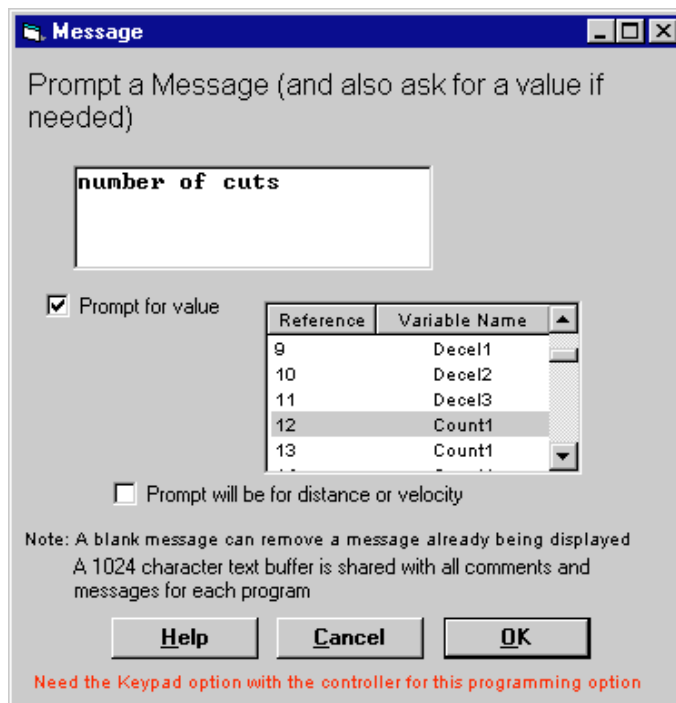 Message
Prompt a Message (and also ask for a value if
needed)
number of cuts
Prompt for value
Reference Variable Name
9 Decel1
10 Decel2
11 Decel3
12 Count1
13 Count1
Prompt will be for distance or velocity
Note: A blank message can remove a message already being displayed
A 1024 character text buffer is shared with all comments and
messages for each program
Help Cancel OK
Need the Keypad option with the controller for this programming option